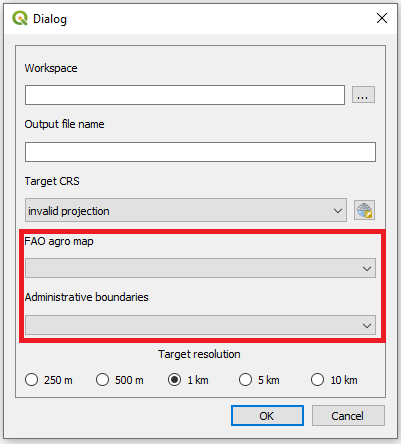 Dialog
Workspace
...
Output file name
Target CRS
invalid projection
FAO agro map
Administrative boundaries
Target resolution
250 m 500 m 1 km 5 km 10 km
OK Cancel